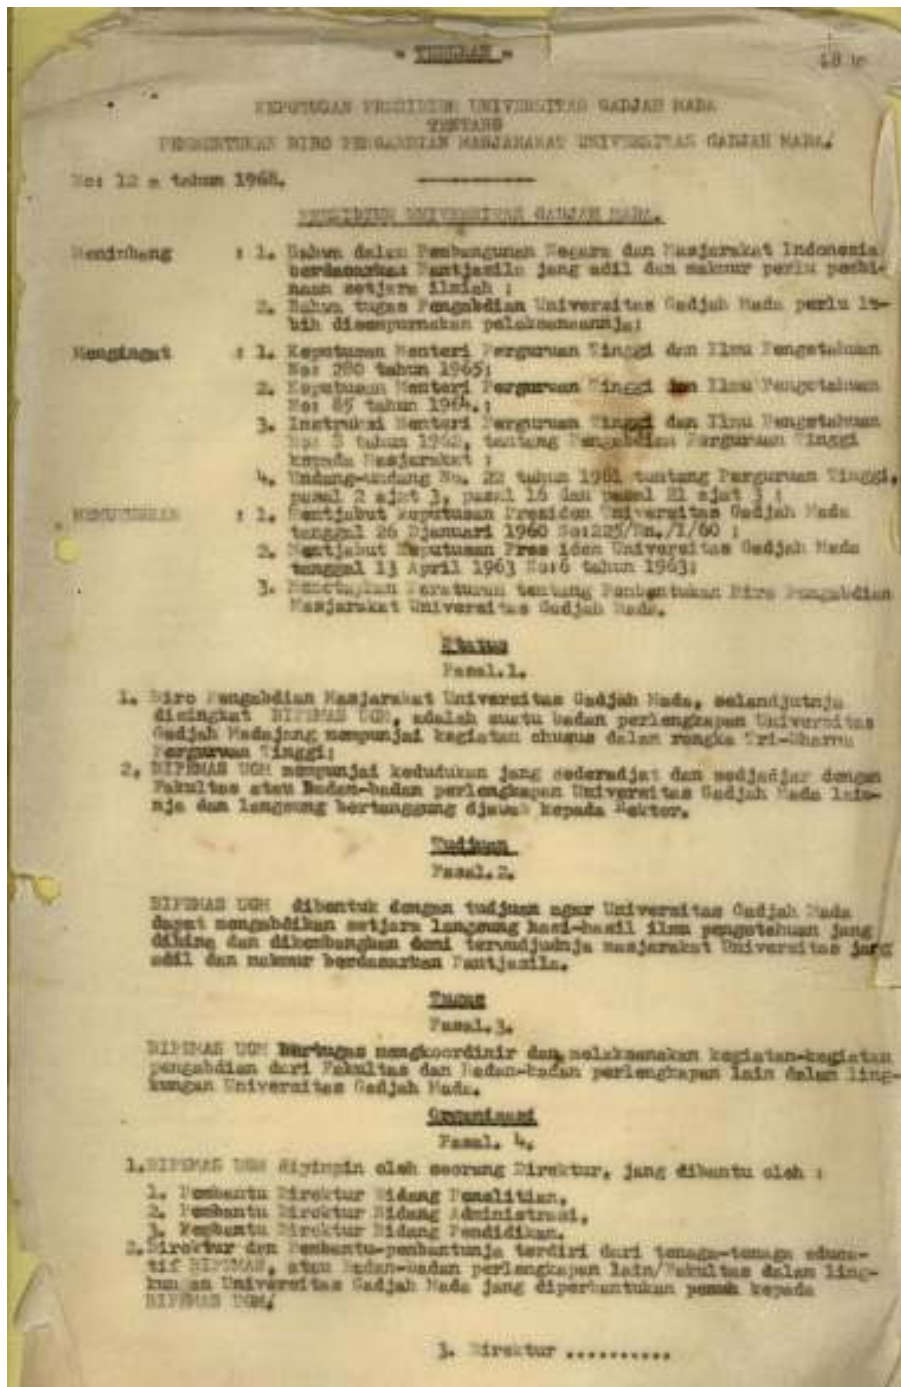 " TURUNAN "
KEPUTUSAN PRESIDIUM UNIVERSITAS GADJAH MADA
TENTANG
PEMBENTUKAN BIRO PENGABDIAN MASJARAKAT UNIVERSITAS GADJAH MADA.
No: 12 a tahun 1968.
PRESIDIUM UNIVERSITAS GADJAH MADA.
Menimbang : 1. Bahwa dalam Pembangunan Negara dan Masjarakat Indonesia
berdasarkan Pantjasila jang adil dan makmur perlu pembi-
naan setjara ilmiah ;
2. Bahwa tugas Pengabdian Universitas Gadjah Mada perlu le-
bih disempurnakan pelaksanaannja;
Mengingat : 1. Keputusan Menteri Perguruan Tinggi dan Ilmu Pengetahuan
No: 280 tahun 1965;
2. Keputusan Menteri Perguruan Tinggi dan Ilmu Pengetahuan
No: 85 tahun 1964.;
3. Instruksi Menteri Perguruan Tinggi dan Ilmu Pengetahuan
No: 3 tahun 1962, tentang Pengabdian Perguruan Tinggi
kepada Masjarakat ;
4. Undang-undang No. 22 tahun 1961 tentang Perguruan Tinggi,
pasal 2 ajat 3, pasal 16 dan pasal 21 ajat 3 ;
MEMUTUSKAN : 1. Mentjabut keputusan Presiden Universitas Gadjah Mada
tanggal 26 Djanuari 1960 No:225/Um./I/60 ;
2. Mentjabut Keputusan Pres iden Universitas Gadjah Mada
tanggal 13 April 1963 No:6 tahun 1963;
3. Menetapkan Peraturan tentang Pembentukan Biro Pengabdian
Masjarakat Universitas Gadjah Mada.
Status
Pasal.1.
1. Biro Pengabdian Masjarakat Universitas Gadjah Mada, selandjutnja
disingkat BIPEMAS UGM, adalah suatu badan perlengkapan Universitas
Gadjah Madajang mempunjai kegiatan chusus dalam rangka Tri-Dharma
Perguruan Tinggi;
2, BIPEMAS UGM mempunjai kedudukan jang sederadjat dan sedjadjar dengan
Fakultas atau Badan-badan perlengkapan Universitas Gadjah Mada lain-
nja dan langsung bertanggung djawab kepada Rektor.
Tudjuan
Pasal.2.
BIPEMAS UGM dibentuk dengan tudjuan agar Universitas Gadjah Mada
dapat mengabdikan setjara langsung hasi-hasil ilmu pengetahuan jang
dibina dan dikembangkan demi terwudjudnja masjarakat Universitas jang
adil dan makmur berdasarkan Pantjasila.
Tugas
Pasal.3.
BIPEMAS UGM Bertugas mengkoordinir dan melaksanakan kegiatan-kegiatan
pengabdian dari Fakultas dan Badan-badan perlengkapan lain dalam ling-
kungan Universitas Gadjah Mada.
Organisasi
Pasal. 4.
1.BIPEMAS UGM dipimpin oleh seorang Direktur, jang dibantu oleh :
1. Pembantu Direktur Bidang Penelitian,
2. Pembantu Direktur Bidang Administrasi,
3. Pembantu Direktur Bidang Pendidikan.
2.Direktur dan Pembantu-pembantunja terdiri dari tenaga-tenaga educa-
tif BIPEMAS, atau Badan-badan perlengkapan lain/Fakultas dalam ling-
kungan Universitas Gadjah Mada jang diperbantukan penuh kepada
BIPEMAS UGM;
3. Direktur ..........